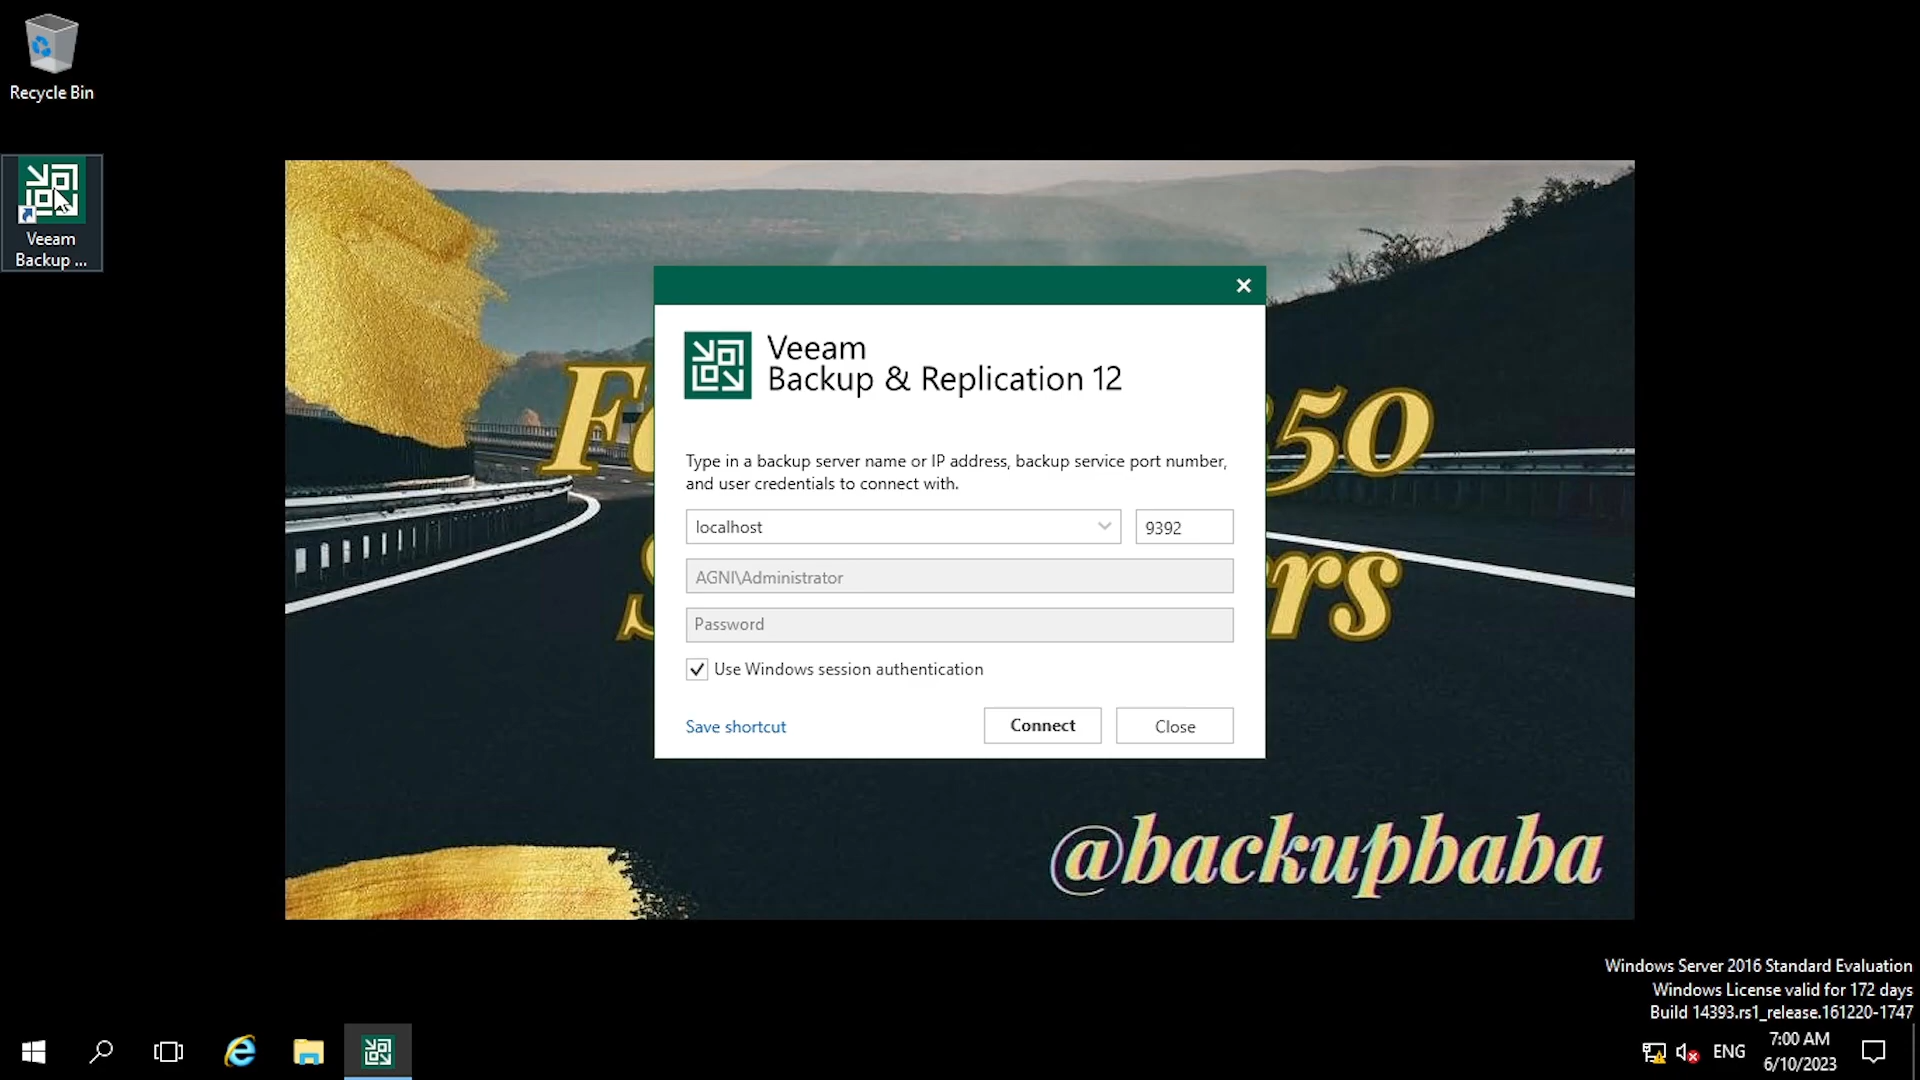 Recycle Bin
Veeam
Backup ...
Veeam
Backup & Replication 12
Type in a backup server name or IP address, backup service port number,
and user credentials to connect with.
localhost
9392
AGNI\Administrator
Password
Use Windows session authentication
Save shortcut
Connect
Close
50
rs
@backupbaba
Windows Server 2016 Standard Evaluation
Windows License valid for 172 days
Build 14393.rs1_release.161220-1747
ENG
7:00 AM
6/10/2023